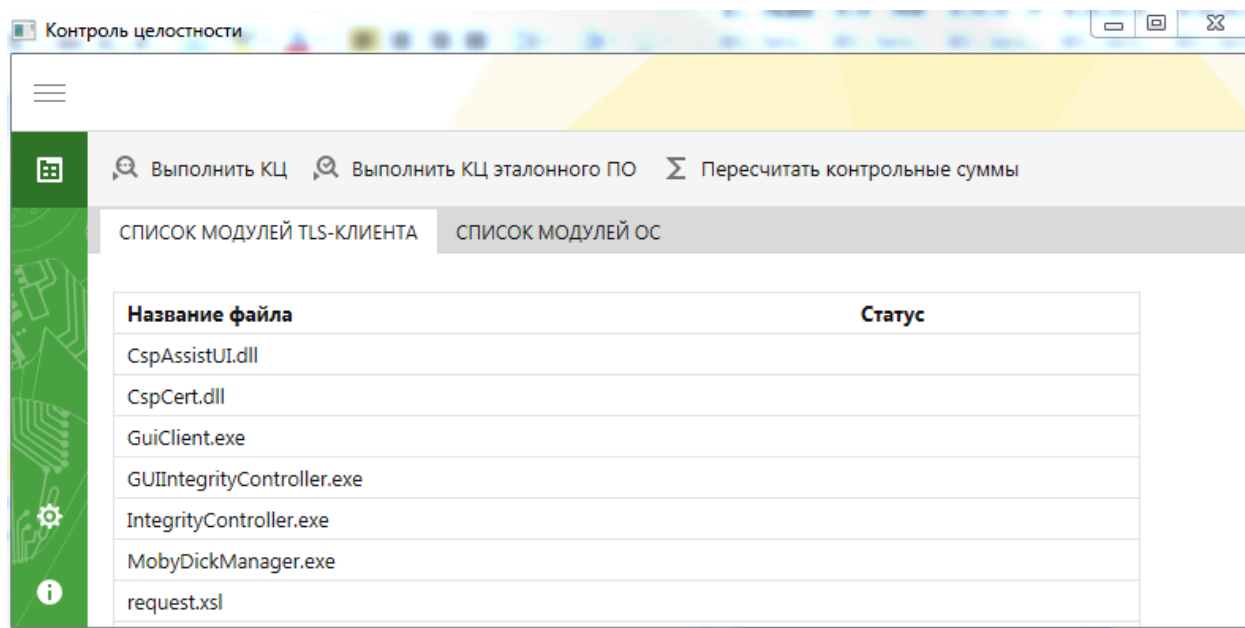 Контроль целостности
Выполнить КЦ Выполнить КЦ эталонного ПО Пересчитать контрольные суммы
СПИСОК МОДУЛЕЙ TLS-КЛИЕНТА СПИСОК МОДУЛЕЙ ОС
Название файла Статус
CspAssistUI.dll
CspCert.dll
GuiClient.exe
GUIIntegrityController.exe
IntegrityController.exe
MobyDickManager.exe
request.xsl